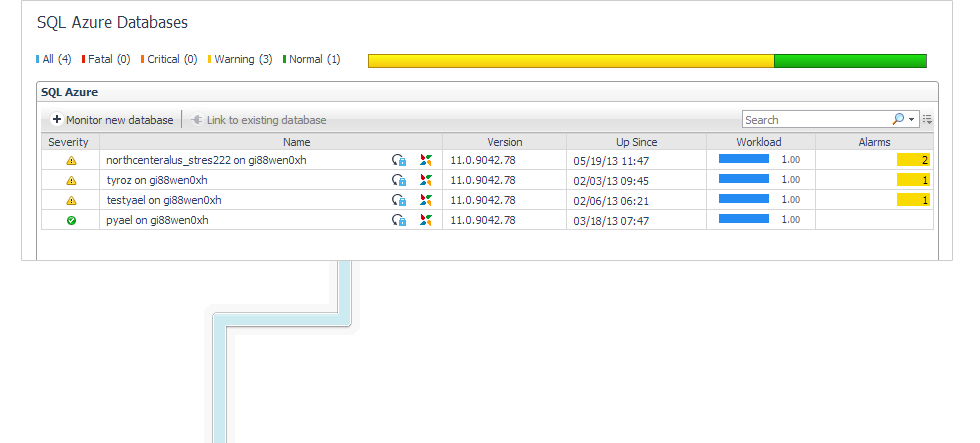 SQL Azure Databases
All (4) Fatal (0) Critical (0) Warning (3) Normal (1)
SQL Azure
Monitor new database Link to existing database Search
Severity Name Version Up Since Workload Alarms
northcenteralus_stres222 on gi88wen0xh 11.0.9042.78 05/19/13 11:47 1.00 2
tyroz on gi88wen0xh 11.0.9042.78 02/03/13 09:45 1.00 1
testyael on gi88wen0xh 11.0.9042.78 02/06/13 06:21 1.00 1
pyael on gi88wen0xh 11.0.9042.78 03/18/13 07:47 1.00